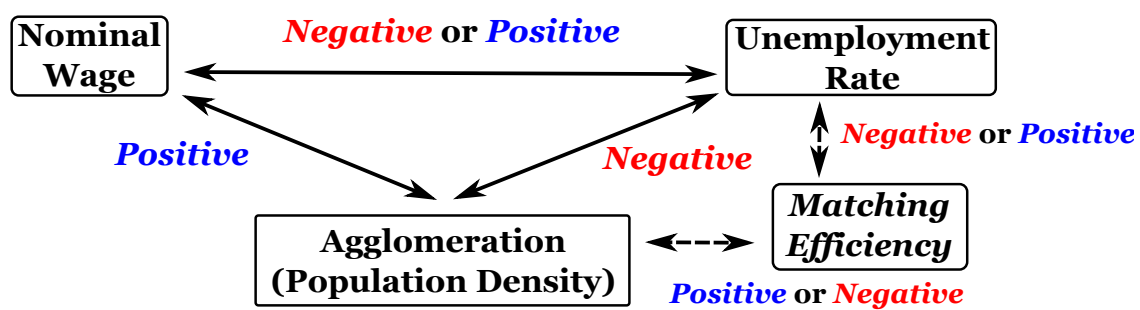 Nominal
Wage
Negative or Positive
Unemployment
Rate
Positive
Negative
Negative or Positive
Agglomeration
(Population Density)
Matching
Efficiency
Positive or Negative